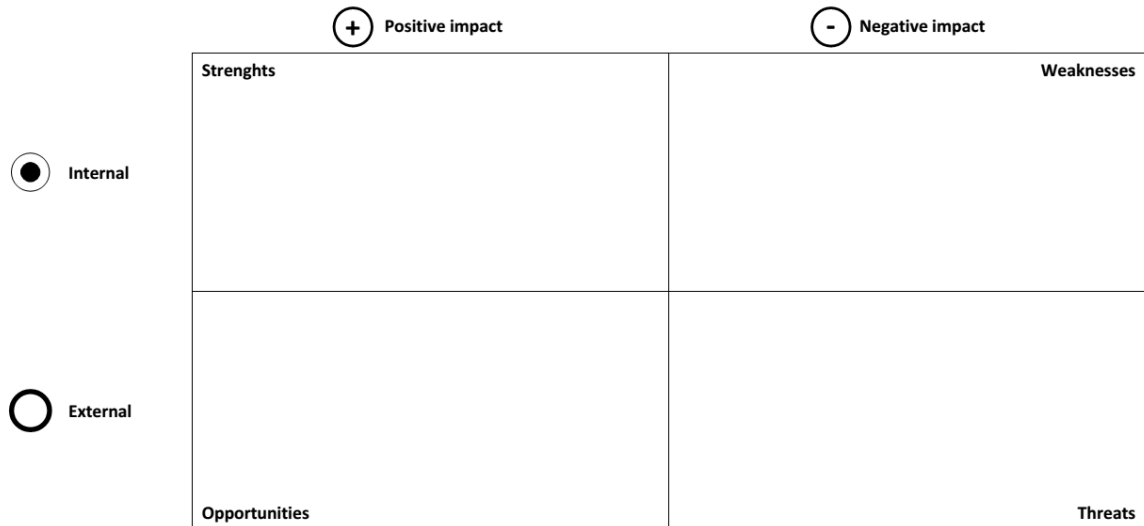 + Positive impact
- Negative impact
Strenghts
Weaknesses
Internal
External
Opportunities
Threats